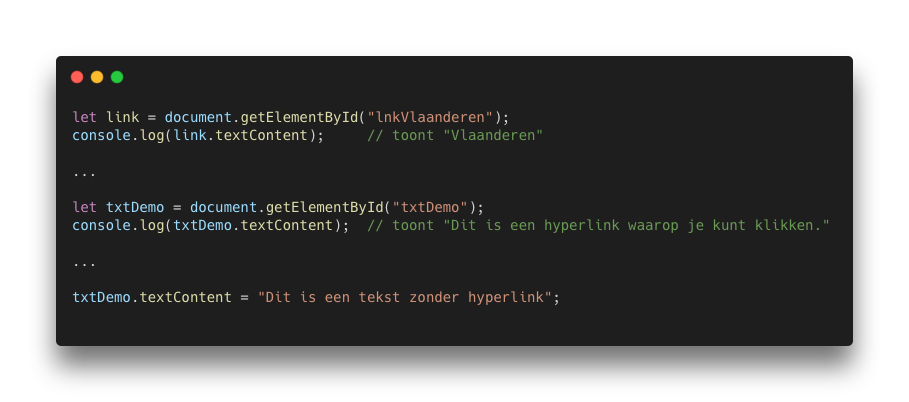 let link = document.getElementById("lnkVlaanderen");
console.log(link.textContent);     // toont "Vlaanderen"
...
let txtDemo = document.getElementById("txtDemo");
console.log(txtDemo.textContent);  // toont "Dit is een hyperlink waarop je kunt klikken."
...
txtDemo.textContent = "Dit is een tekst zonder hyperlink";